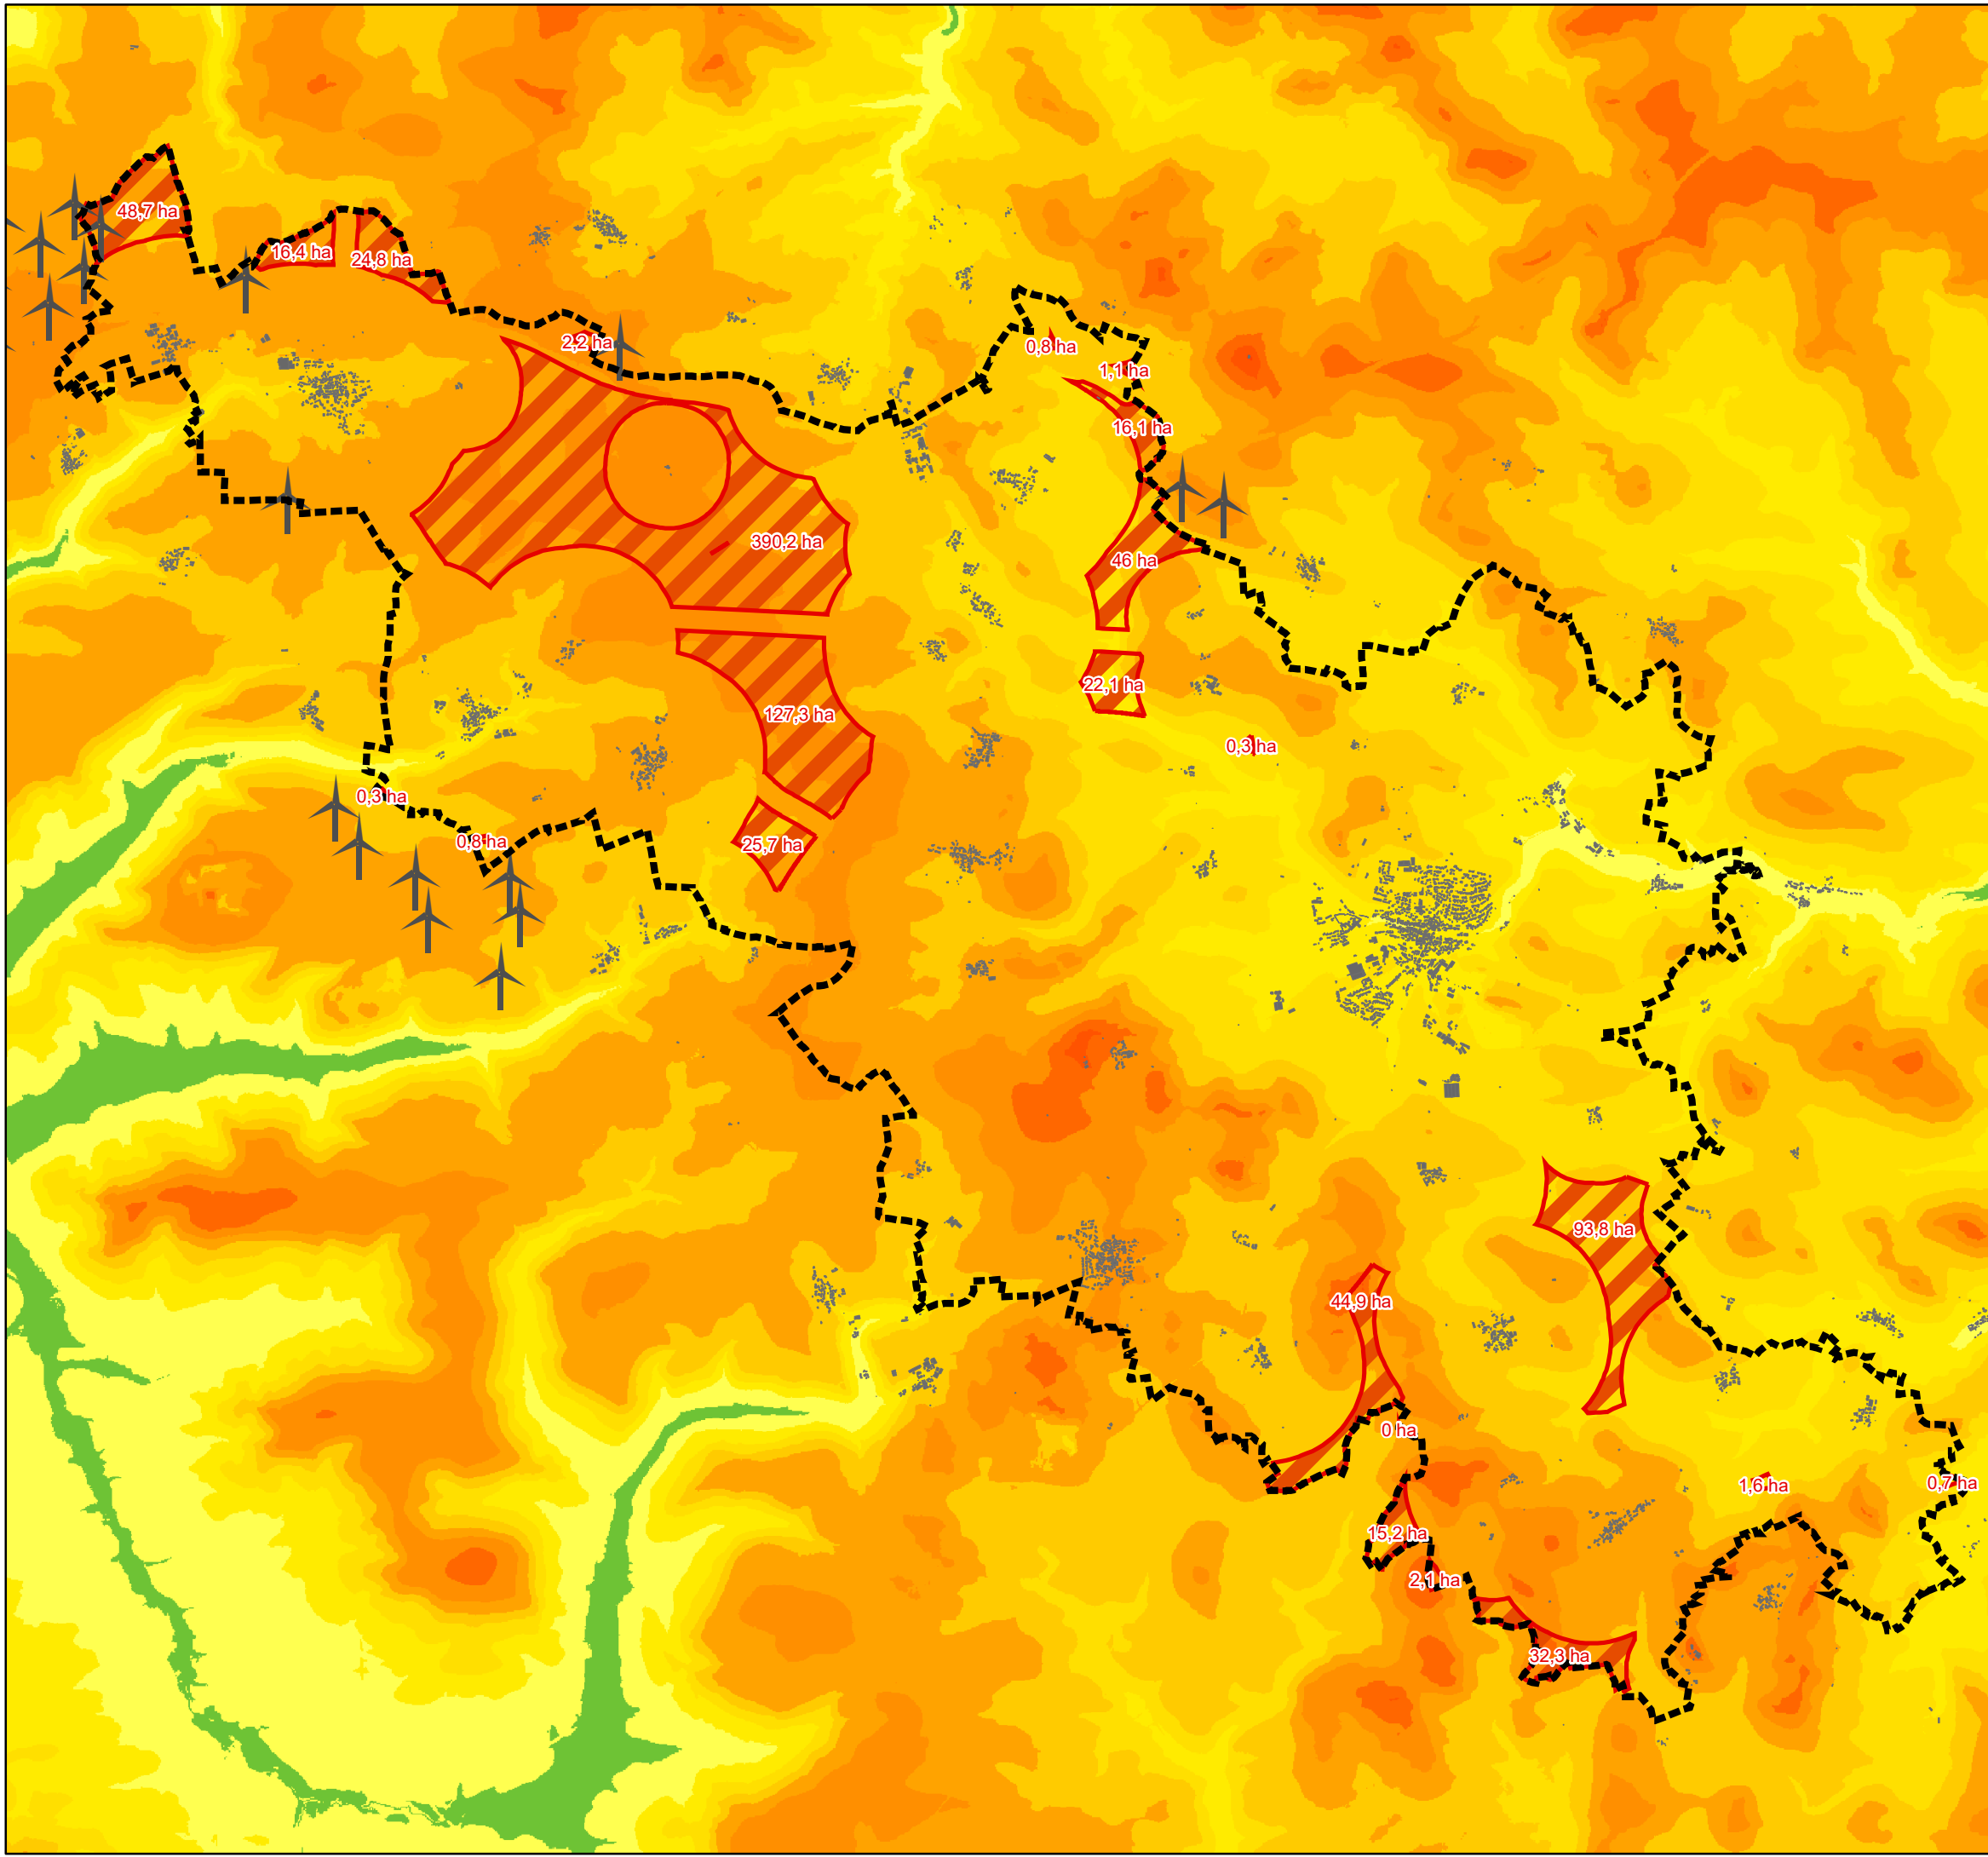 48,7 ha
16,4 ha
24,8 ha
2,2 ha
0,8 ha
1,1 ha
16,1 ha
390,2 ha
46 ha
22,1 ha
127,3 ha
0,3 ha
0,3 ha
0,8 ha
25,7 ha
93,8 ha
44,9 ha
0 ha
1,6 ha
0,7 ha
15,2 ha
2,1 ha
32,3 ha